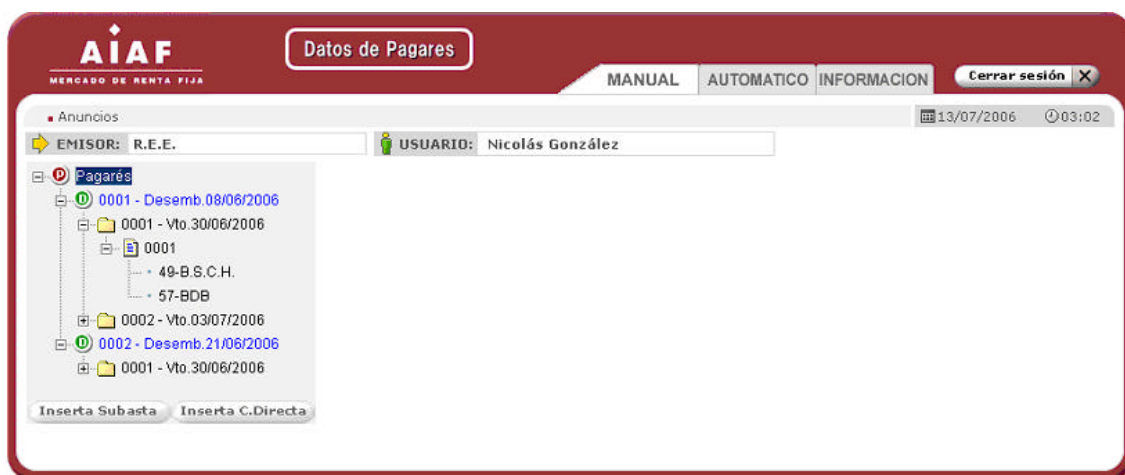 AIAF
MERCADO DE RENTA FIJA
Datos de Pagares
MANUAL AUTOMATICO INFORMACION Cerrar sesión X
Anuncios 13/07/2006 03:02
EMISOR: R.E.E. USUARIO: Nicolás González
P Pagarés
D 0001 - Desemb.08/06/2006
0001 - Vto.30/06/2006
0001
49-B.S.C.H.
57-BDB
0002 - Vto.03/07/2006
D 0002 - Desemb.21/06/2006
0001 - Vto.30/06/2006
Inserta Subasta Inserta C.Directa